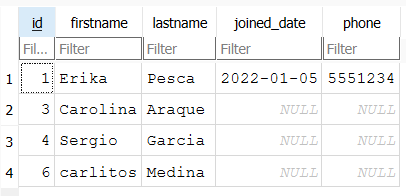 id firstname lastname joined_date phone
Fil... Filter Filter Filter Filter
1 1 Erika Pesca 2022-01-05 5551234
2 3 Carolina Araque NULL NULL
3 4 Sergio Garcia NULL NULL
4 6 carlitos Medina NULL NULL